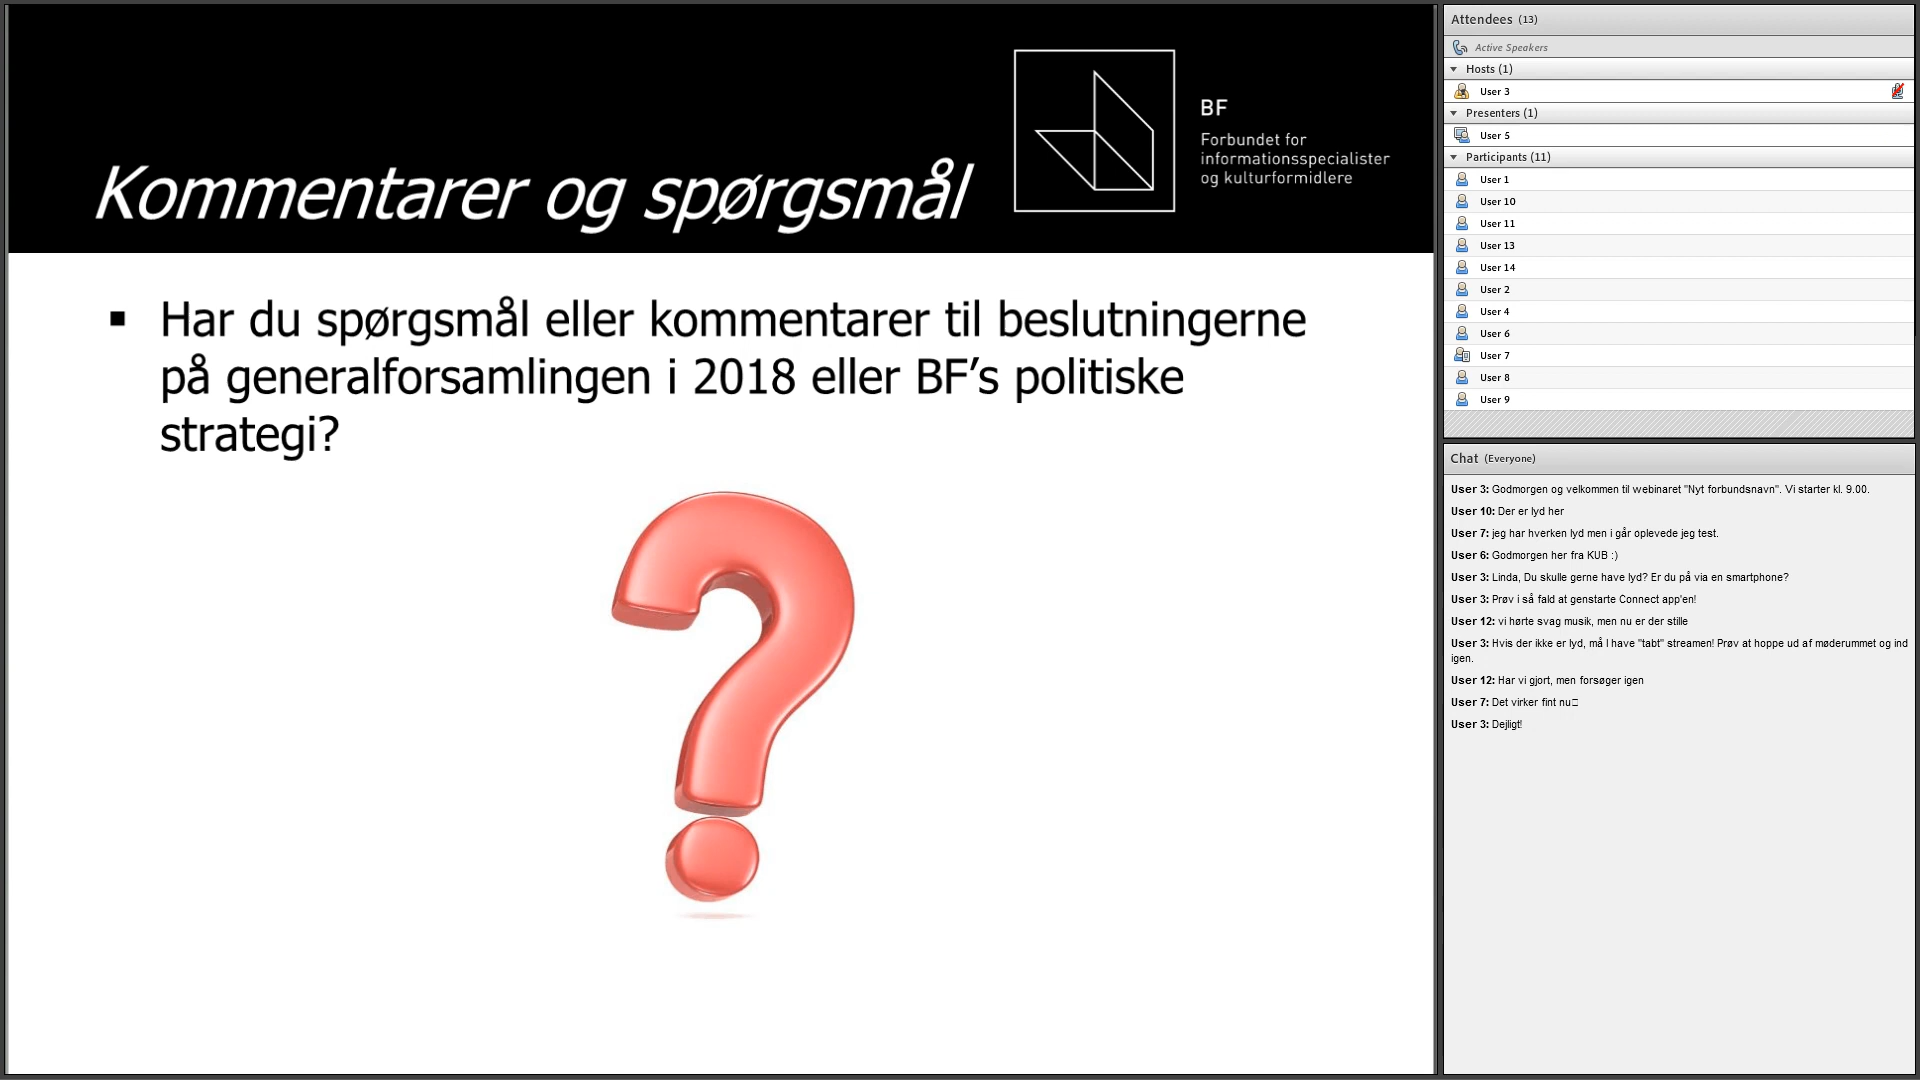 Kommentarer og spørgsmål
BF
Forbundet for
informationsspecialister
og kulturformidlere
▪ Har du spørgsmål eller kommentarer til beslutningerne
på generalforsamlingen i 2018 eller BF’s politiske
strategi?
Attendees (13)
Active Speakers
Hosts (1)
User 3
Presenters (1)
User 5
Participants (11)
User 1
User 10
User 11
User 13
User 14
User 2
User 4
User 6
User 7
User 8
User 9
Chat (Everyone)
User 3: Godmorgen og velkommen til webinaret "Nyt forbundsnavn". Vi starter kl. 9.00.
User 10: Der er lyd her
User 7: jeg har hverken lyd men i går oplevede jeg test.
User 6: Godmorgen her fra KUB :)
User 3: Linda, Du skulle gerne have lyd? Er du på via en smartphone?
User 3: Prøv i så fald at genstarte Connect app'en!
User 12: vi hørte svag musik, men nu er der stille
User 3: Hvis der ikke er lyd, må I have "tabt" streamen! Prøv at hoppe ud af møderummet og ind
igen.
User 12: Har vi gjort, men forsøger igen
User 7: Det virker fint nu□
User 3: Dejligt!